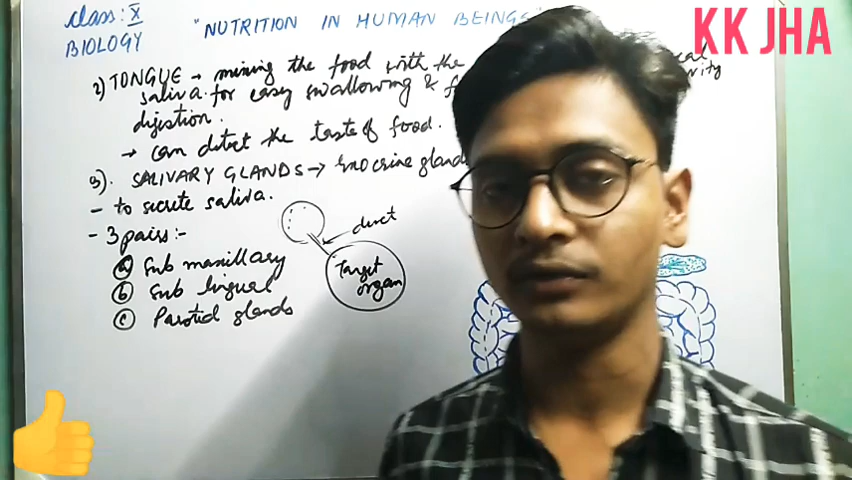 class: X
BIOLOGY
"NUTRITION IN HUMAN BEINGS"
KK JHA
2) TONGUE → mixing the food with the
saliva for easy swallowing &
digistion.
→ can detect the taste of food.
3). SALIVARY GLANDS → Exocrine gland
- to secrete saliva.
- 3 pairs :-
(a) Sub maxillary
(b) Sub lingual
(c) Parotid glands
duct
Target
organ